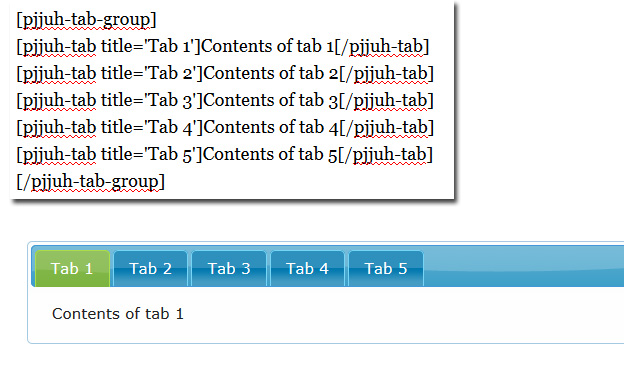 [pjjuh-tab-group]
[pjjuh-tab title='Tab 1']Contents of tab 1[/pjjuh-tab]
[pjjuh-tab title='Tab 2']Contents of tab 2[/pjjuh-tab]
[pjjuh-tab title='Tab 3']Contents of tab 3[/pjjuh-tab]
[pjjuh-tab title='Tab 4']Contents of tab 4[/pjjuh-tab]
[pjjuh-tab title='Tab 5']Contents of tab 5[/pjjuh-tab]
[/pjjuh-tab-group]
Tab 1 Tab 2 Tab 3 Tab 4 Tab 5
Contents of tab 1